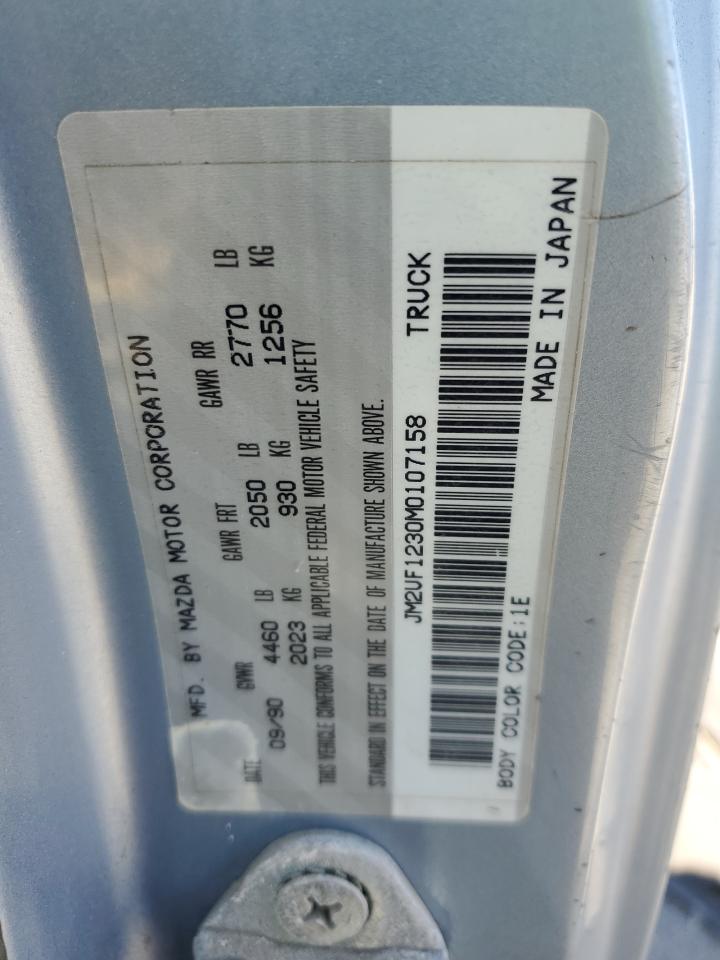 MFD. BY MAZDA MOTOR CORPORATION
DATE GVWR GAWR FRT GAWR RR
09/90 4460 LB 2050 LB 2770 LB
2023 KG 930 KG 1256 KG
THIS VEHICLE CONFORMS TO ALL APPLICABLE FEDERAL MOTOR VEHICLE SAFETY
STANDARD IN EFFECT ON THE DATE OF MANUFACTURE SHOWN ABOVE.
JM2UF1230M0107158 TRUCK
BODY COLOR CODE:1E MADE IN JAPAN